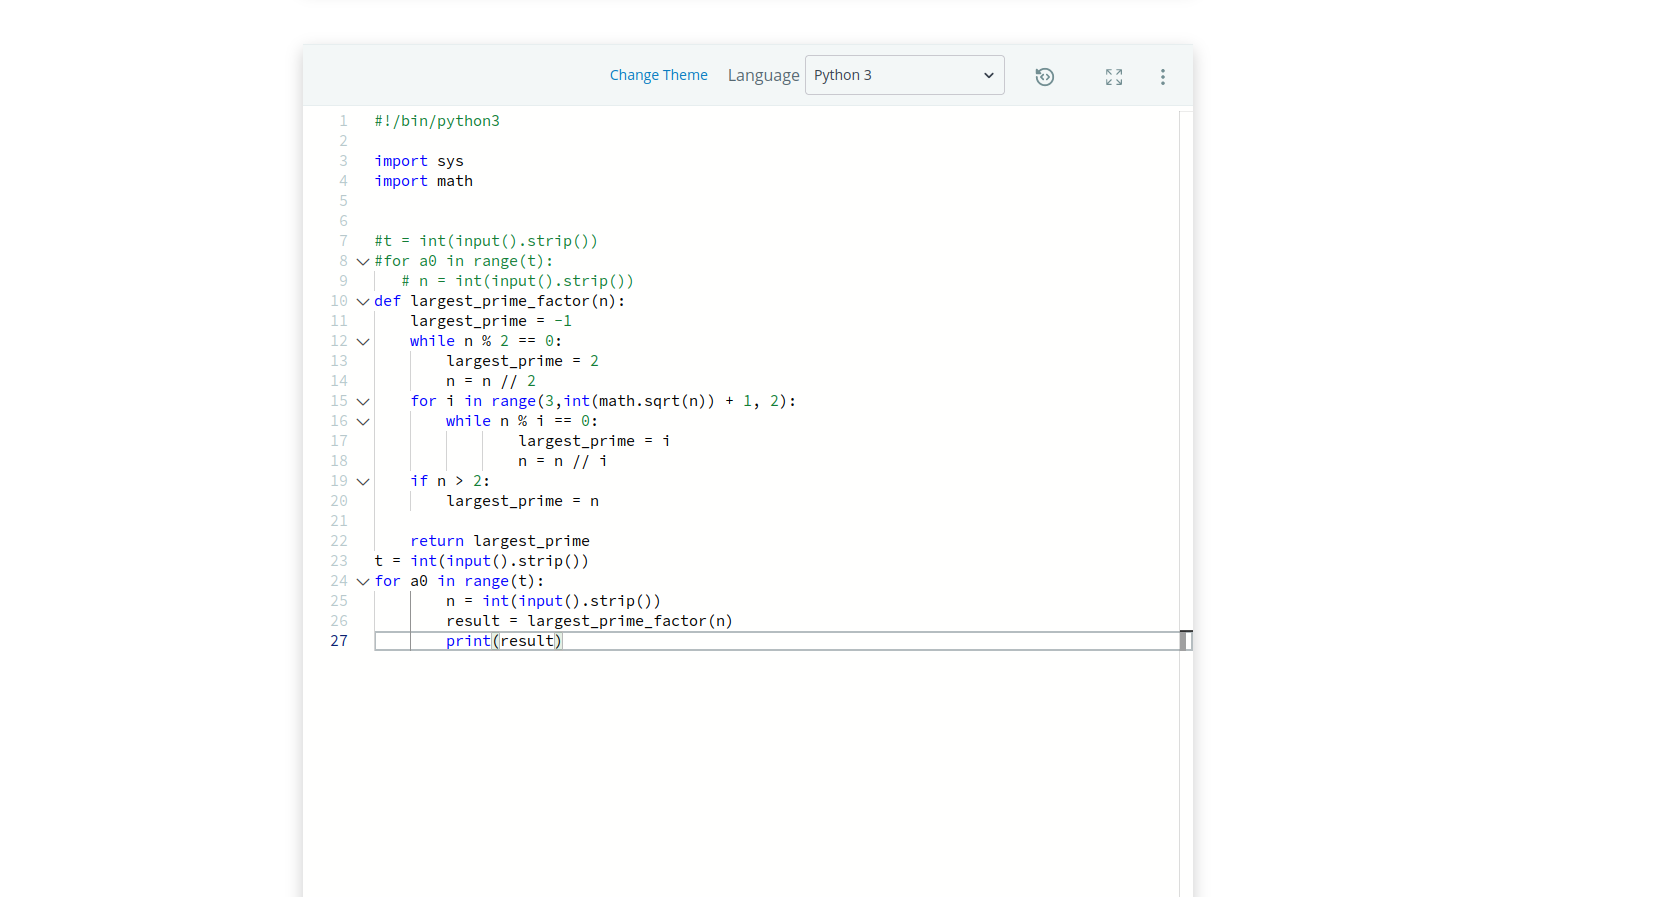 Change Theme Language Python 3
1 #!/bin/python3
2
3 import sys
4 import math
5
6
7 #t = int(input().strip())
8 #for a0 in range(t):
9    # n = int(input().strip())
10 def largest_prime_factor(n):
11     largest_prime = -1
12     while n % 2 == 0:
13         largest_prime = 2
14         n = n // 2
15     for i in range(3,int(math.sqrt(n)) + 1, 2):
16         while n % i == 0:
17                 largest_prime = i
18                 n = n // i
19     if n > 2:
20         largest_prime = n
21
22     return largest_prime
23 t = int(input().strip())
24 for a0 in range(t):
25         n = int(input().strip())
26         result = largest_prime_factor(n)
27         print(result)